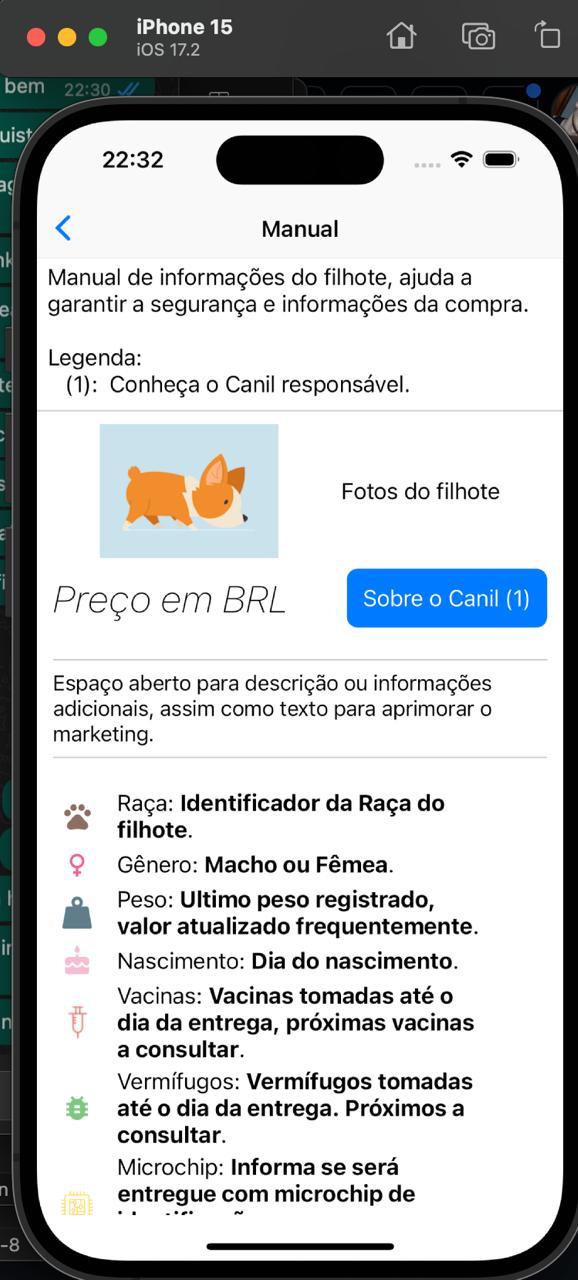 iPhone 15
iOS 17.2
bem 22:30
22:32
Manual
Manual de informações do filhote, ajuda a
garantir a segurança e informações da compra.
Legenda:
(1): Conheça o Canil responsável.
Fotos do filhote
Preço em BRL
Sobre o Canil (1)
Espaço aberto para descrição ou informações
adicionais, assim como texto para aprimorar o
marketing.
Raça: Identificador da Raça do
filhote.
Gênero: Macho ou Fêmea.
Peso: Ultimo peso registrado,
valor atualizado frequentemente.
Nascimento: Dia do nascimento.
Vacinas: Vacinas tomadas até o
dia da entrega, próximas vacinas
a consultar.
Vermífugos: Vermífugos tomadas
até o dia da entrega. Próximos a
consultar.
Microchip: Informa se será
entregue com microchip de
-8